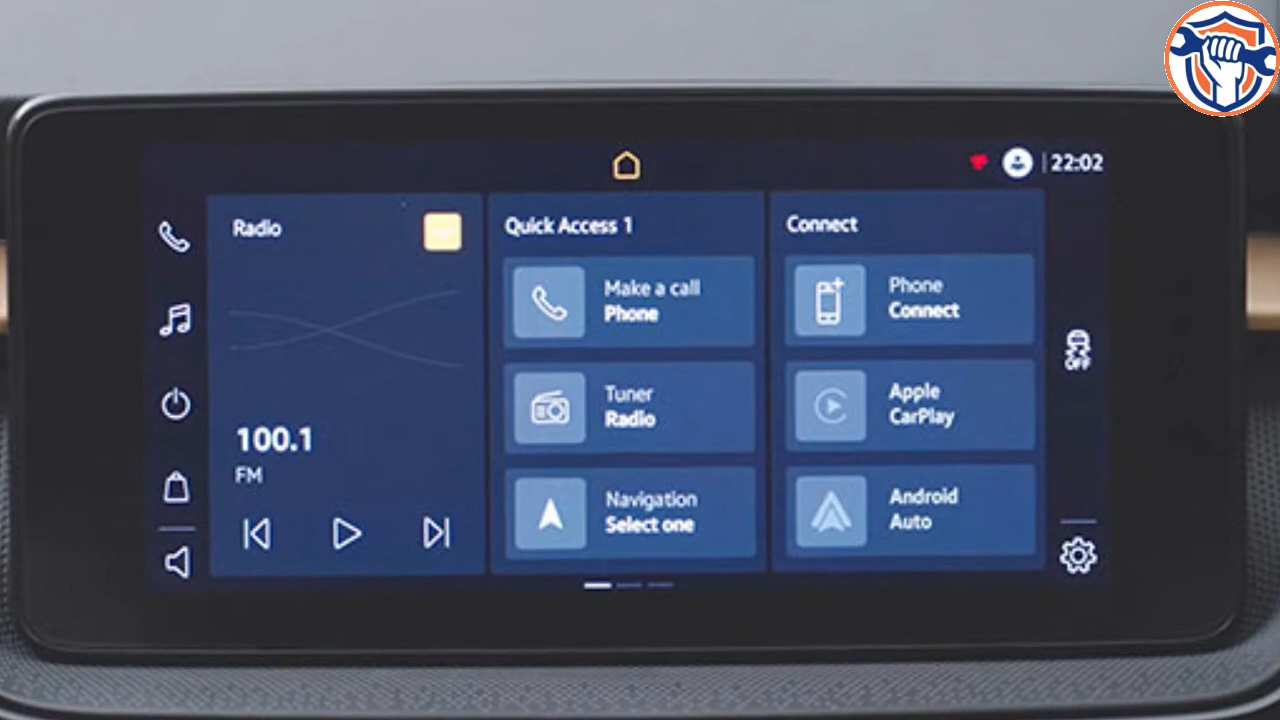 22:02
Radio
100.1
FM
Quick Access 1
Make a call
Phone
Tuner
Radio
Navigation
Select one
Connect
Phone
Connect
Apple
CarPlay
Android
Auto
OFF